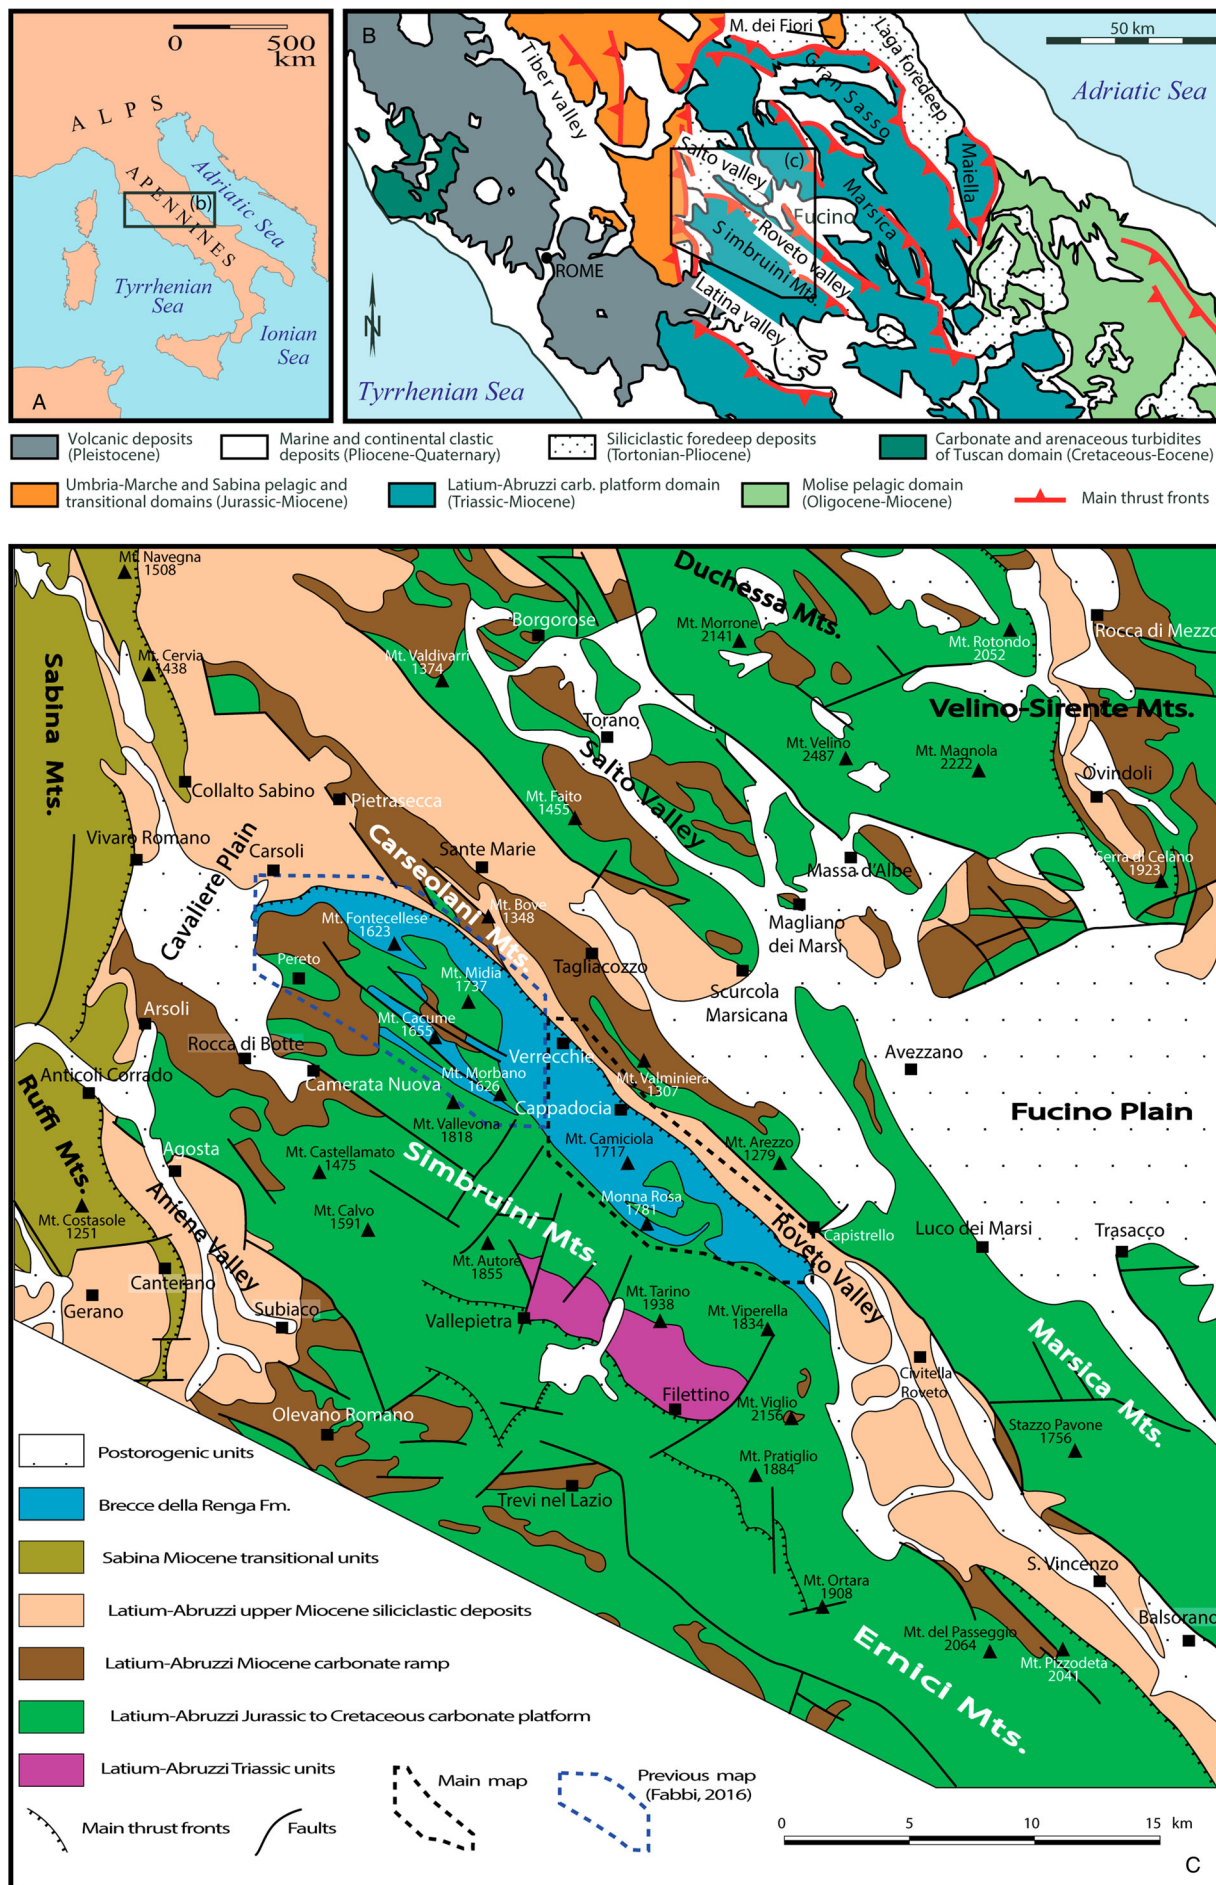 0
500
km
ALPS
Adriatic Sea
APENNINES
(b)
Tyrrhenian
Sea
Ionian
Sea
A
B
M. dei Fiori
50 km
Tiber valley
Laga foredeep
Gran Sasso
Adriatic Sea
Salto valley
(c)
Maiella
Marsica
Fucino
Roveto valley
Simbruini Mts.
ROME
Latina valley
N
Tyrrhenian Sea
Volcanic deposits
(Pleistocene)
Marine and continental clastic
deposits (Pliocene-Quaternary)
Siliciclastic foredeep deposits
(Tortonian-Pliocene)
Carbonate and arenaceous turbidites
of Tuscan domain (Cretaceous-Eocene)
Umbria-Marche and Sabina pelagic and
transitional domains (Jurassic-Miocene)
Latium-Abruzzi carb. platform domain
(Triassic-Miocene)
Molise pelagic domain
(Oligocene-Miocene)
Main thrust fronts
Mt. Navegna
1508
Duchessa Mts.
Borgorose
Mt. Morrone
2141
Rocca di Mezzo
Mt. Rotondo
2052
Sabina Mts.
Mt. Cervia
1438
Mt. Valdivarri
1374
Velino-Sirente Mts.
Torano
Salto Valley
Mt. Velino
2487
Mt. Magnola
2222
Ovindoli
Collalto Sabino
Pietrasecca
Mt. Faito
1455
Vivaro Romano
Cavaliere Plain
Carsoli
Carseolani Mts.
Sante Marie
Massa d'Albe
Serra di Celano
1923
Mt. Bove
1348
Mt. Fontecellese
1623
Magliano
dei Marsi
Pereto
Mt. Midia
1737
Tagliacozzo
Scurcola
Marsicana
Arsoli
Mt. Cacume
1655
Rocca di Botte
Verrecchie
Avezzano
Anticoli Corrado
Camerata Nuova
Mt. Morbano
1626
Mt. Valminiera
1307
Cappadocia
Fucino Plain
Ruffi Mts.
Mt. Vallevona
1818
Agosta
Mt. Castellamato
1475
Simbruini Mts.
Mt. Camiciola
1717
Mt. Arezzo
1279
Mt. Costasole
1251
Aniene Valley
Mt. Calvo
1591
Monna Rosa
1781
Roveto Valley
Capistrello
Luco dei Marsi
Trasacco
Mt. Autore
1855
Canterano
Gerano
Subiaco
Vallepietra
Mt. Tarino
1938
Mt. Viperella
1834
Marsica Mts.
Civitella
Roveto
Filettino
Mt. Viglio
2156
Olevano Romano
Stazzo Pavone
1756
Mt. Pratiglio
1884
Trevi nel Lazio
Mt. Ortara
1908
S. Vincenzo
Balsorano
Ernici Mts.
Mt. del Passeggio
2064
Mt. Pizzodeta
2041
Postorogenic units
Brecce della Renga Fm.
Sabina Miocene transitional units
Latium-Abruzzi upper Miocene siliciclastic deposits
Latium-Abruzzi Miocene carbonate ramp
Latium-Abruzzi Jurassic to Cretaceous carbonate platform
Latium-Abruzzi Triassic units
Main thrust fronts
Faults
Main map
Previous map
(Fabbi, 2016)
0 5 10 15 km
C